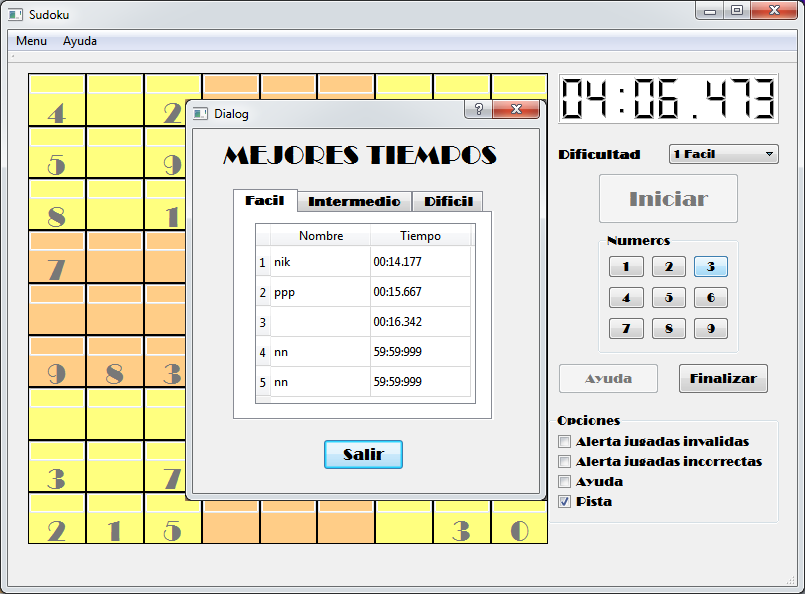 Sudoku
Menu Ayuda
4 2
5 9
8 1
7
9 8 3
3 7
2 1 5 3 0
Dialog
?
MEJORES TIEMPOS
Facil Intermedio Dificil
Nombre Tiempo
1 nik 00:14.177
2 ppp 00:15.667
3 00:16.342
4 nn 59:59:999
5 nn 59:59:999
Salir
04:06.473
Dificultad 1 Facil
Iniciar
Numeros
1 2 3
4 5 6
7 8 9
Ayuda Finalizar
Opciones
Alerta jugadas invalidas
Alerta jugadas incorrectas
Ayuda
Pista